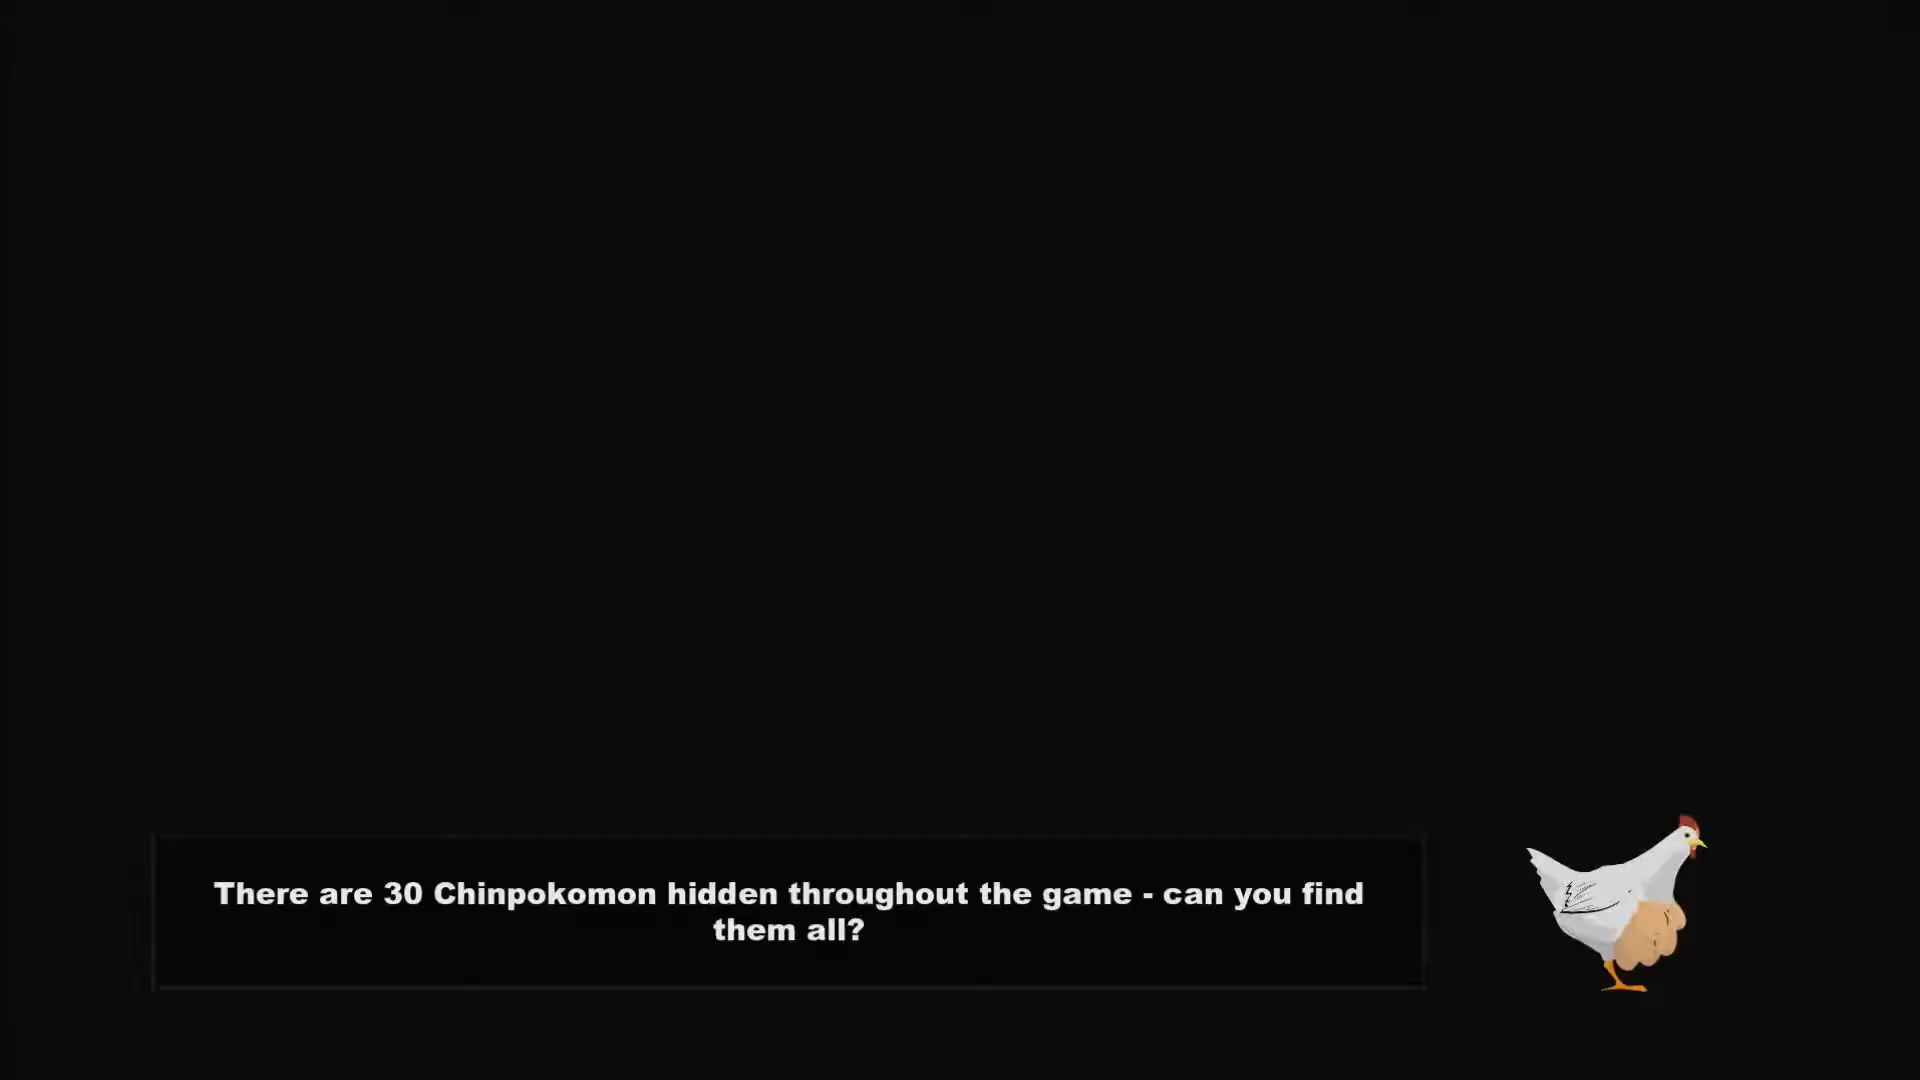 There are 30 Chinpokomon hidden throughout the game - can you find
them all?